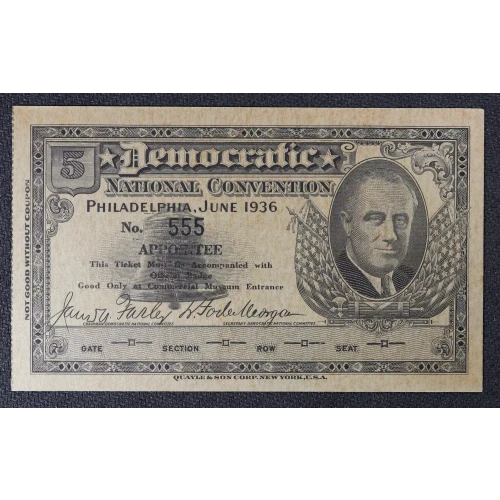 NOT GOOD WITHOUT COUPON
5
Democratic
NATIONAL CONVENTION
PHILADELPHIA, JUNE 1936
No. 555
APPOINTEE
This Ticket Must Be Accompanied with
Official Badge
Good Only at Commercial Museum Entrance
James A. Farley W. Forbes Morgan
CHAIRMAN DEMOCRATIC NATIONAL COMMITTEE SECRETARY DEMOCRATIC NATIONAL COMMITTEE
GATE SECTION ROW SEAT
QUAYLE & SON CORP. NEW YORK, U.S.A.